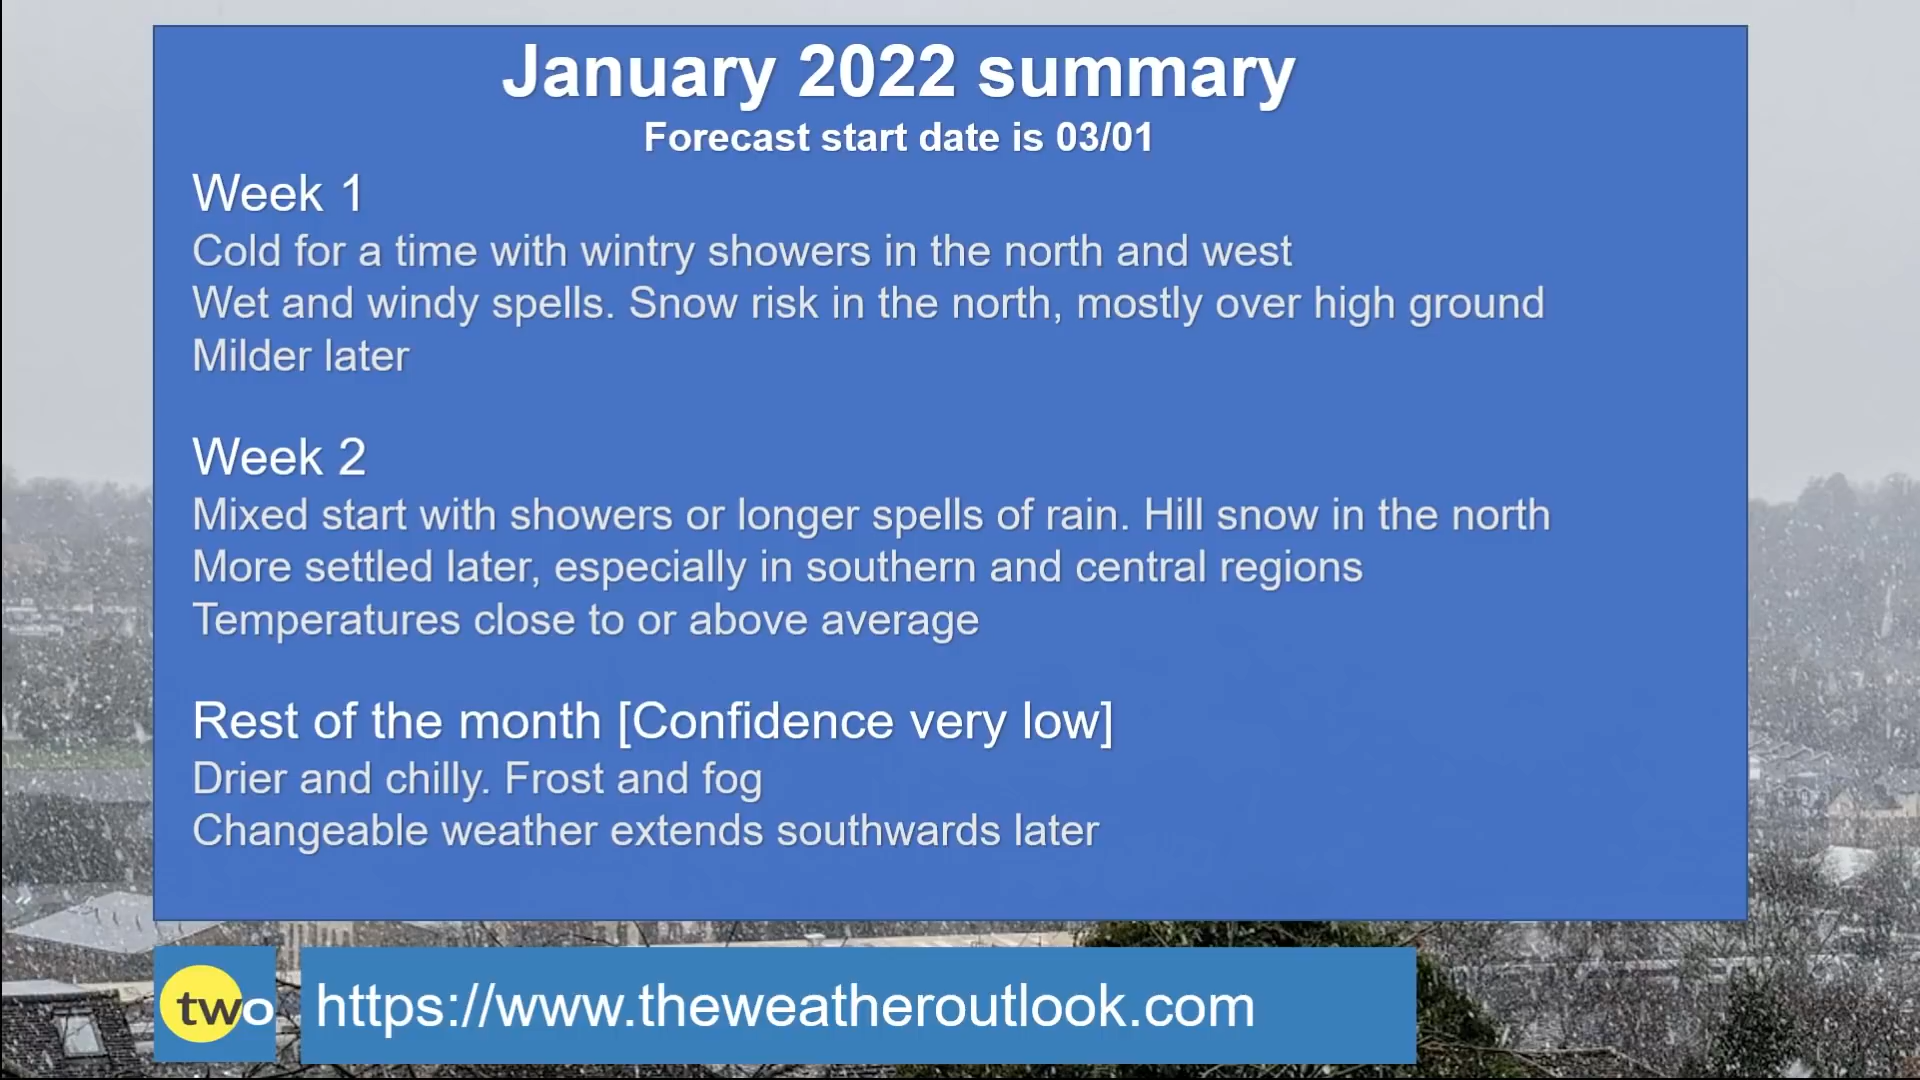 January 2022 summary
Forecast start date is 03/01
Week 1
Cold for a time with wintry showers in the north and west
Wet and windy spells. Snow risk in the north, mostly over high ground
Milder later
Week 2
Mixed start with showers or longer spells of rain. Hill snow in the north
More settled later, especially in southern and central regions
Temperatures close to or above average
Rest of the month [Confidence very low]
Drier and chilly. Frost and fog
Changeable weather extends southwards later
two
https://www.theweatheroutlook.com